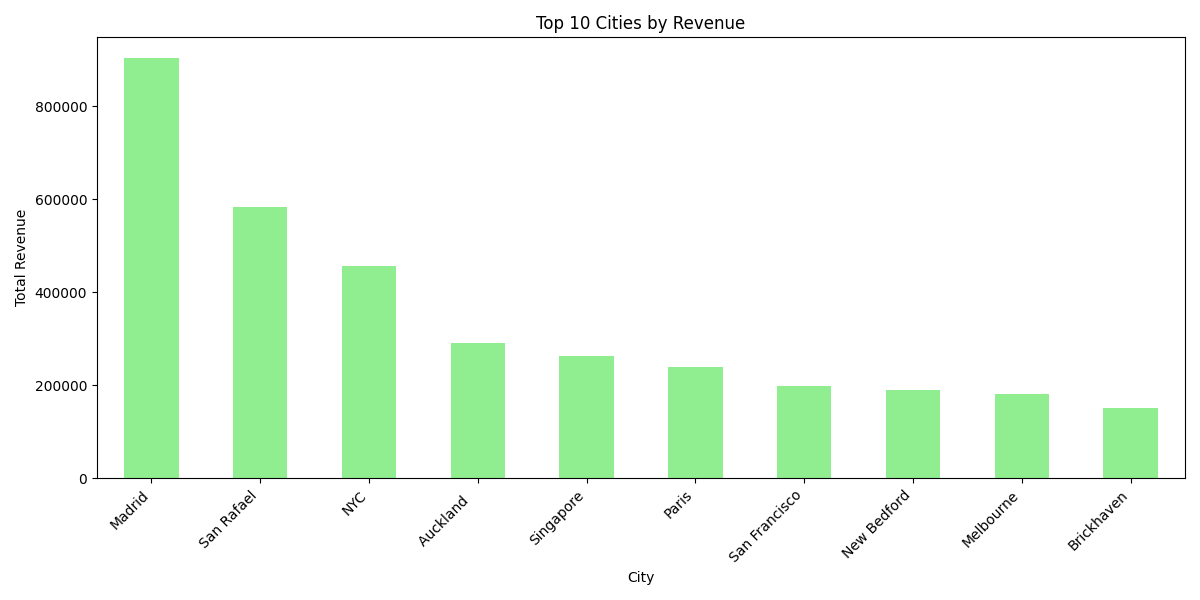 Top 10 Cities by Revenue
Total Revenue
800000
600000
400000
200000
0
Madrid
San Rafael
NYC
Auckland
Singapore
Paris
San Francisco
New Bedford
Melbourne
Brickhaven
City